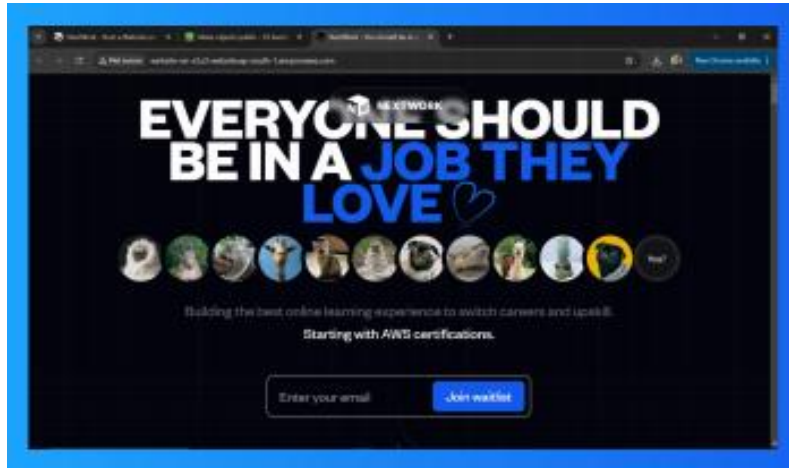 NEXTWORK
EVERYONE SHOULD
BE IN A JOB THEY
LOVE
You?
Building the best online learning experience to switch careers and upskill.
Starting with AWS certifications.
Enter your email
Join waitlist